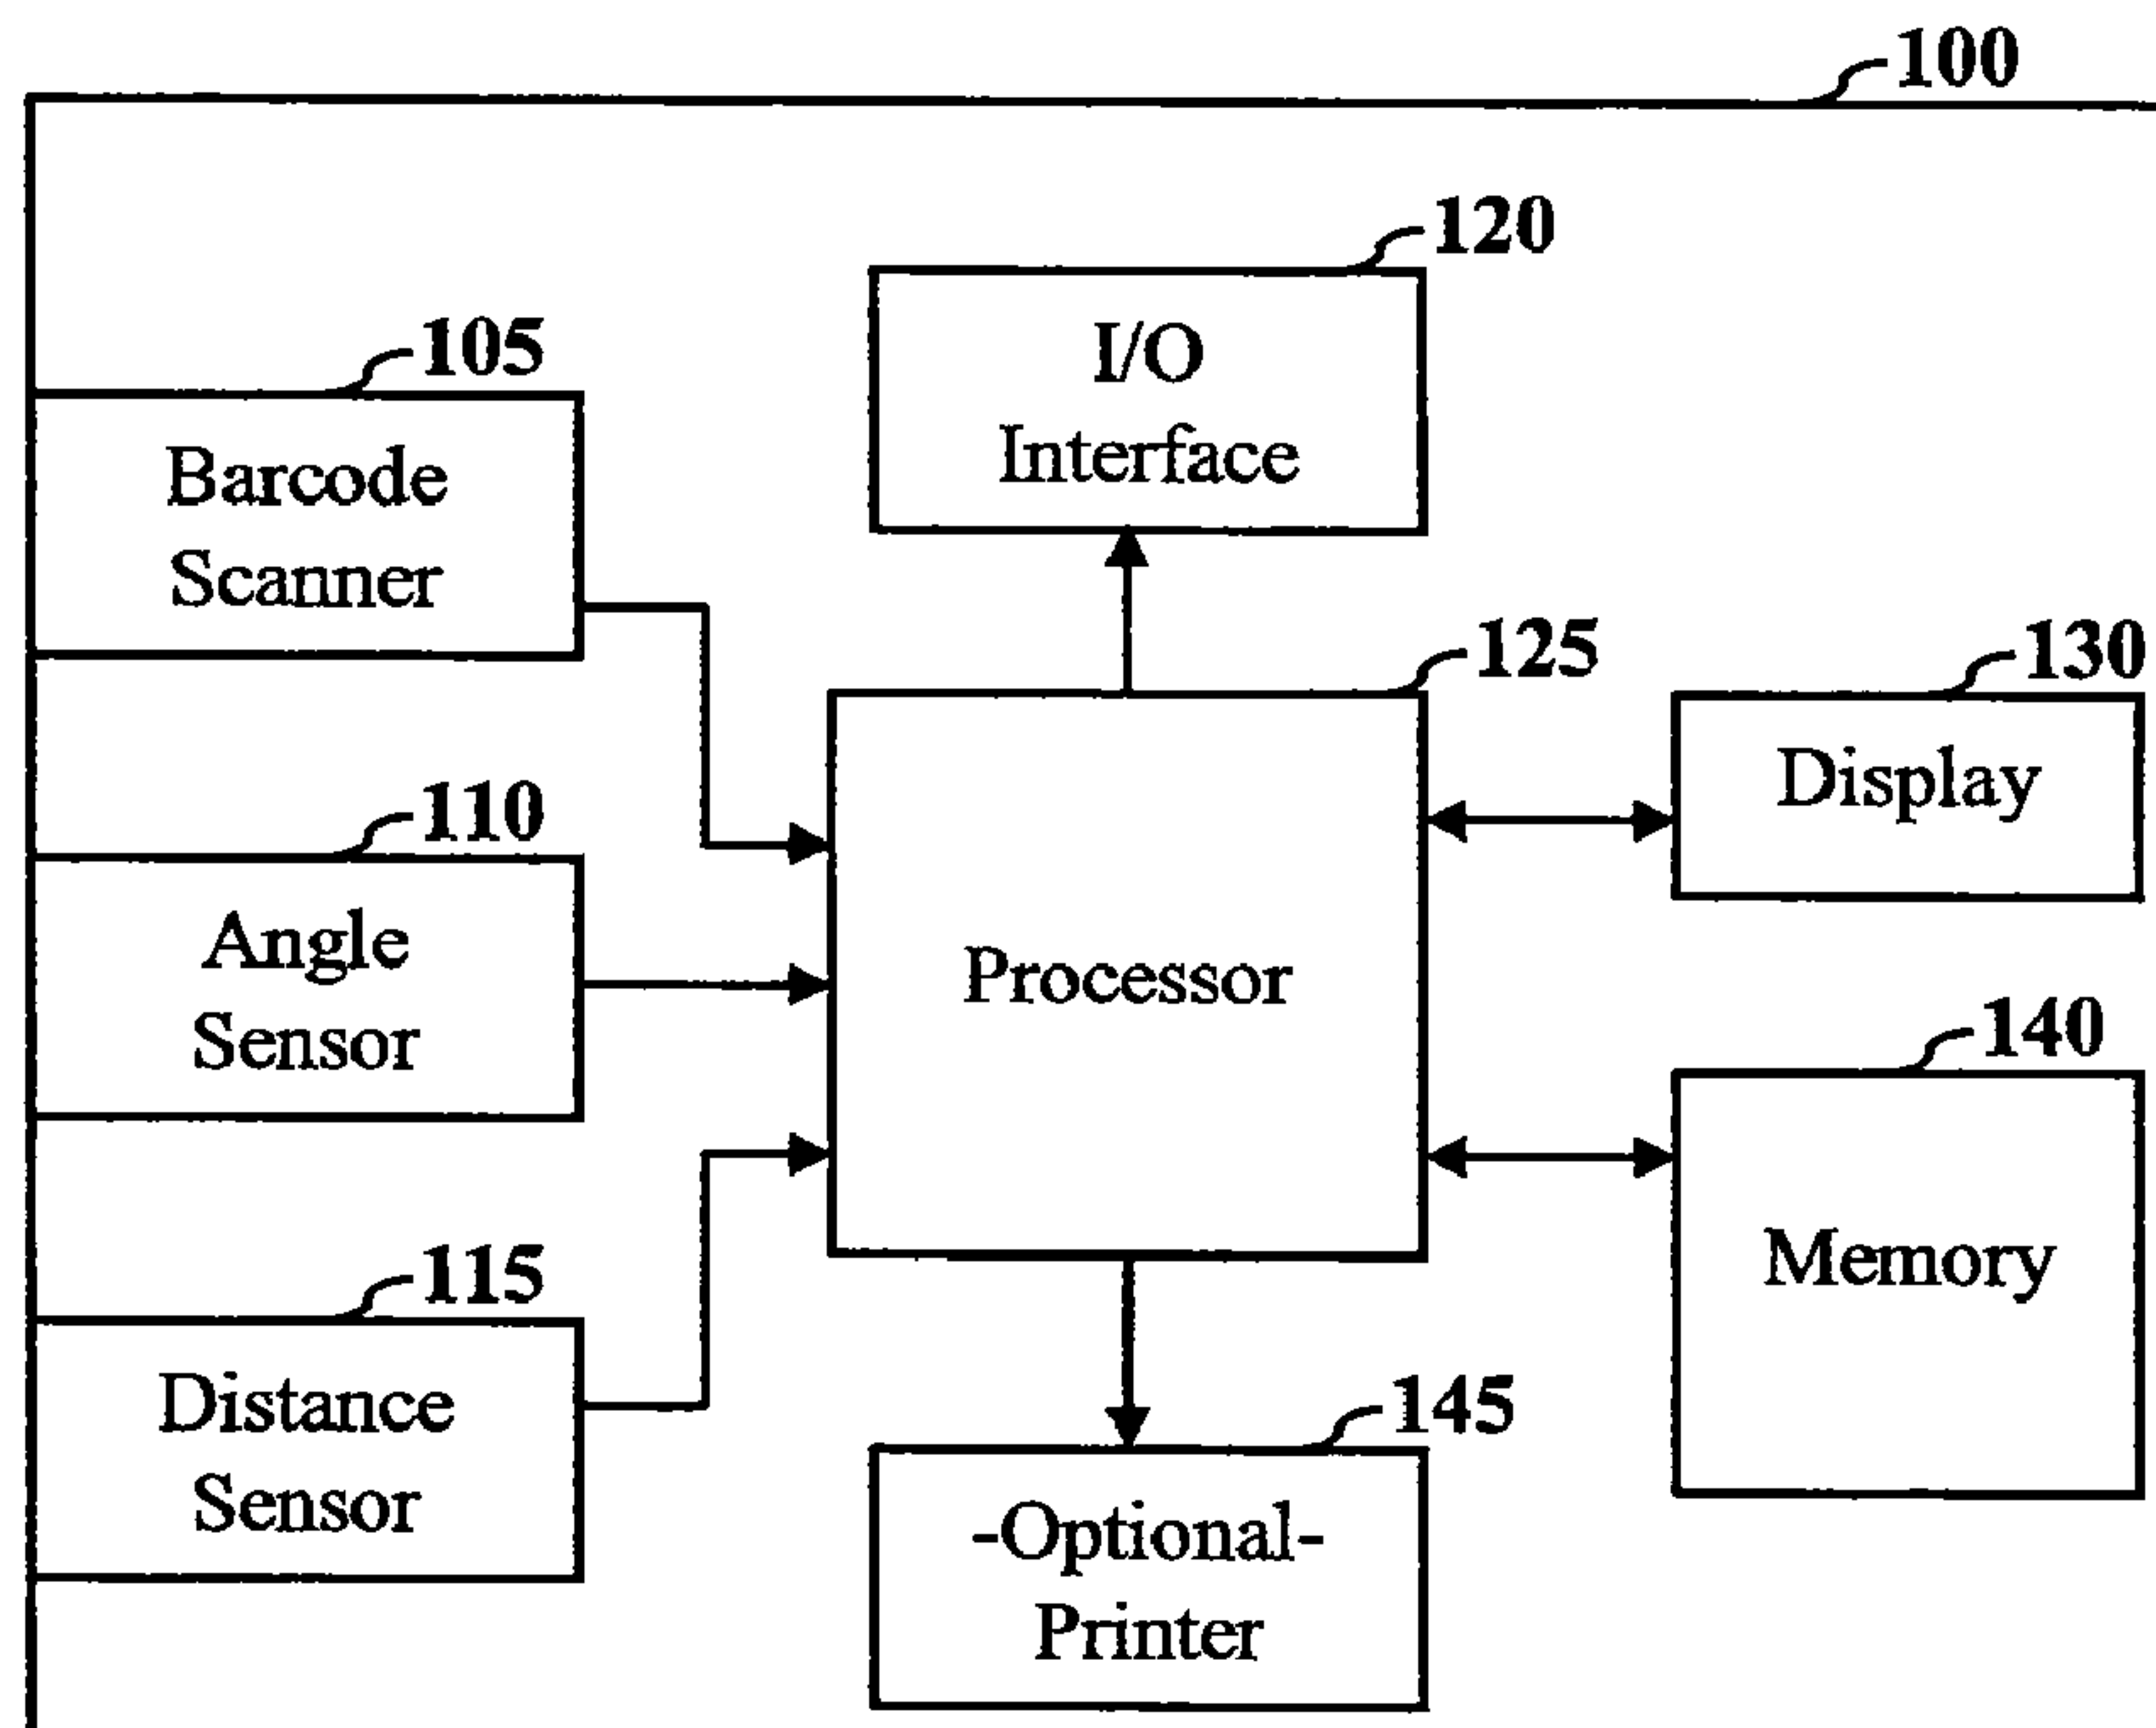 100
120
I/O
Interface
105
Barcode
Scanner
125
Processor
130
Display
110
Angle
Sensor
140
Memory
115
Distance
Sensor
145
-Optional-
Printer